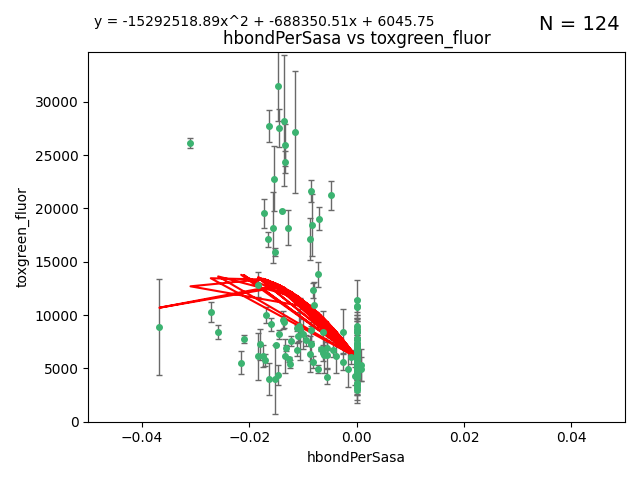 y = -15292518.89x^2 + -688350.51x + 6045.75
N = 124
hbondPerSasa vs toxgreen_fluor
30000
25000
20000
15000
10000
5000
0
toxgreen_fluor
−0.04
−0.02
0.00
0.02
0.04
hbondPerSasa